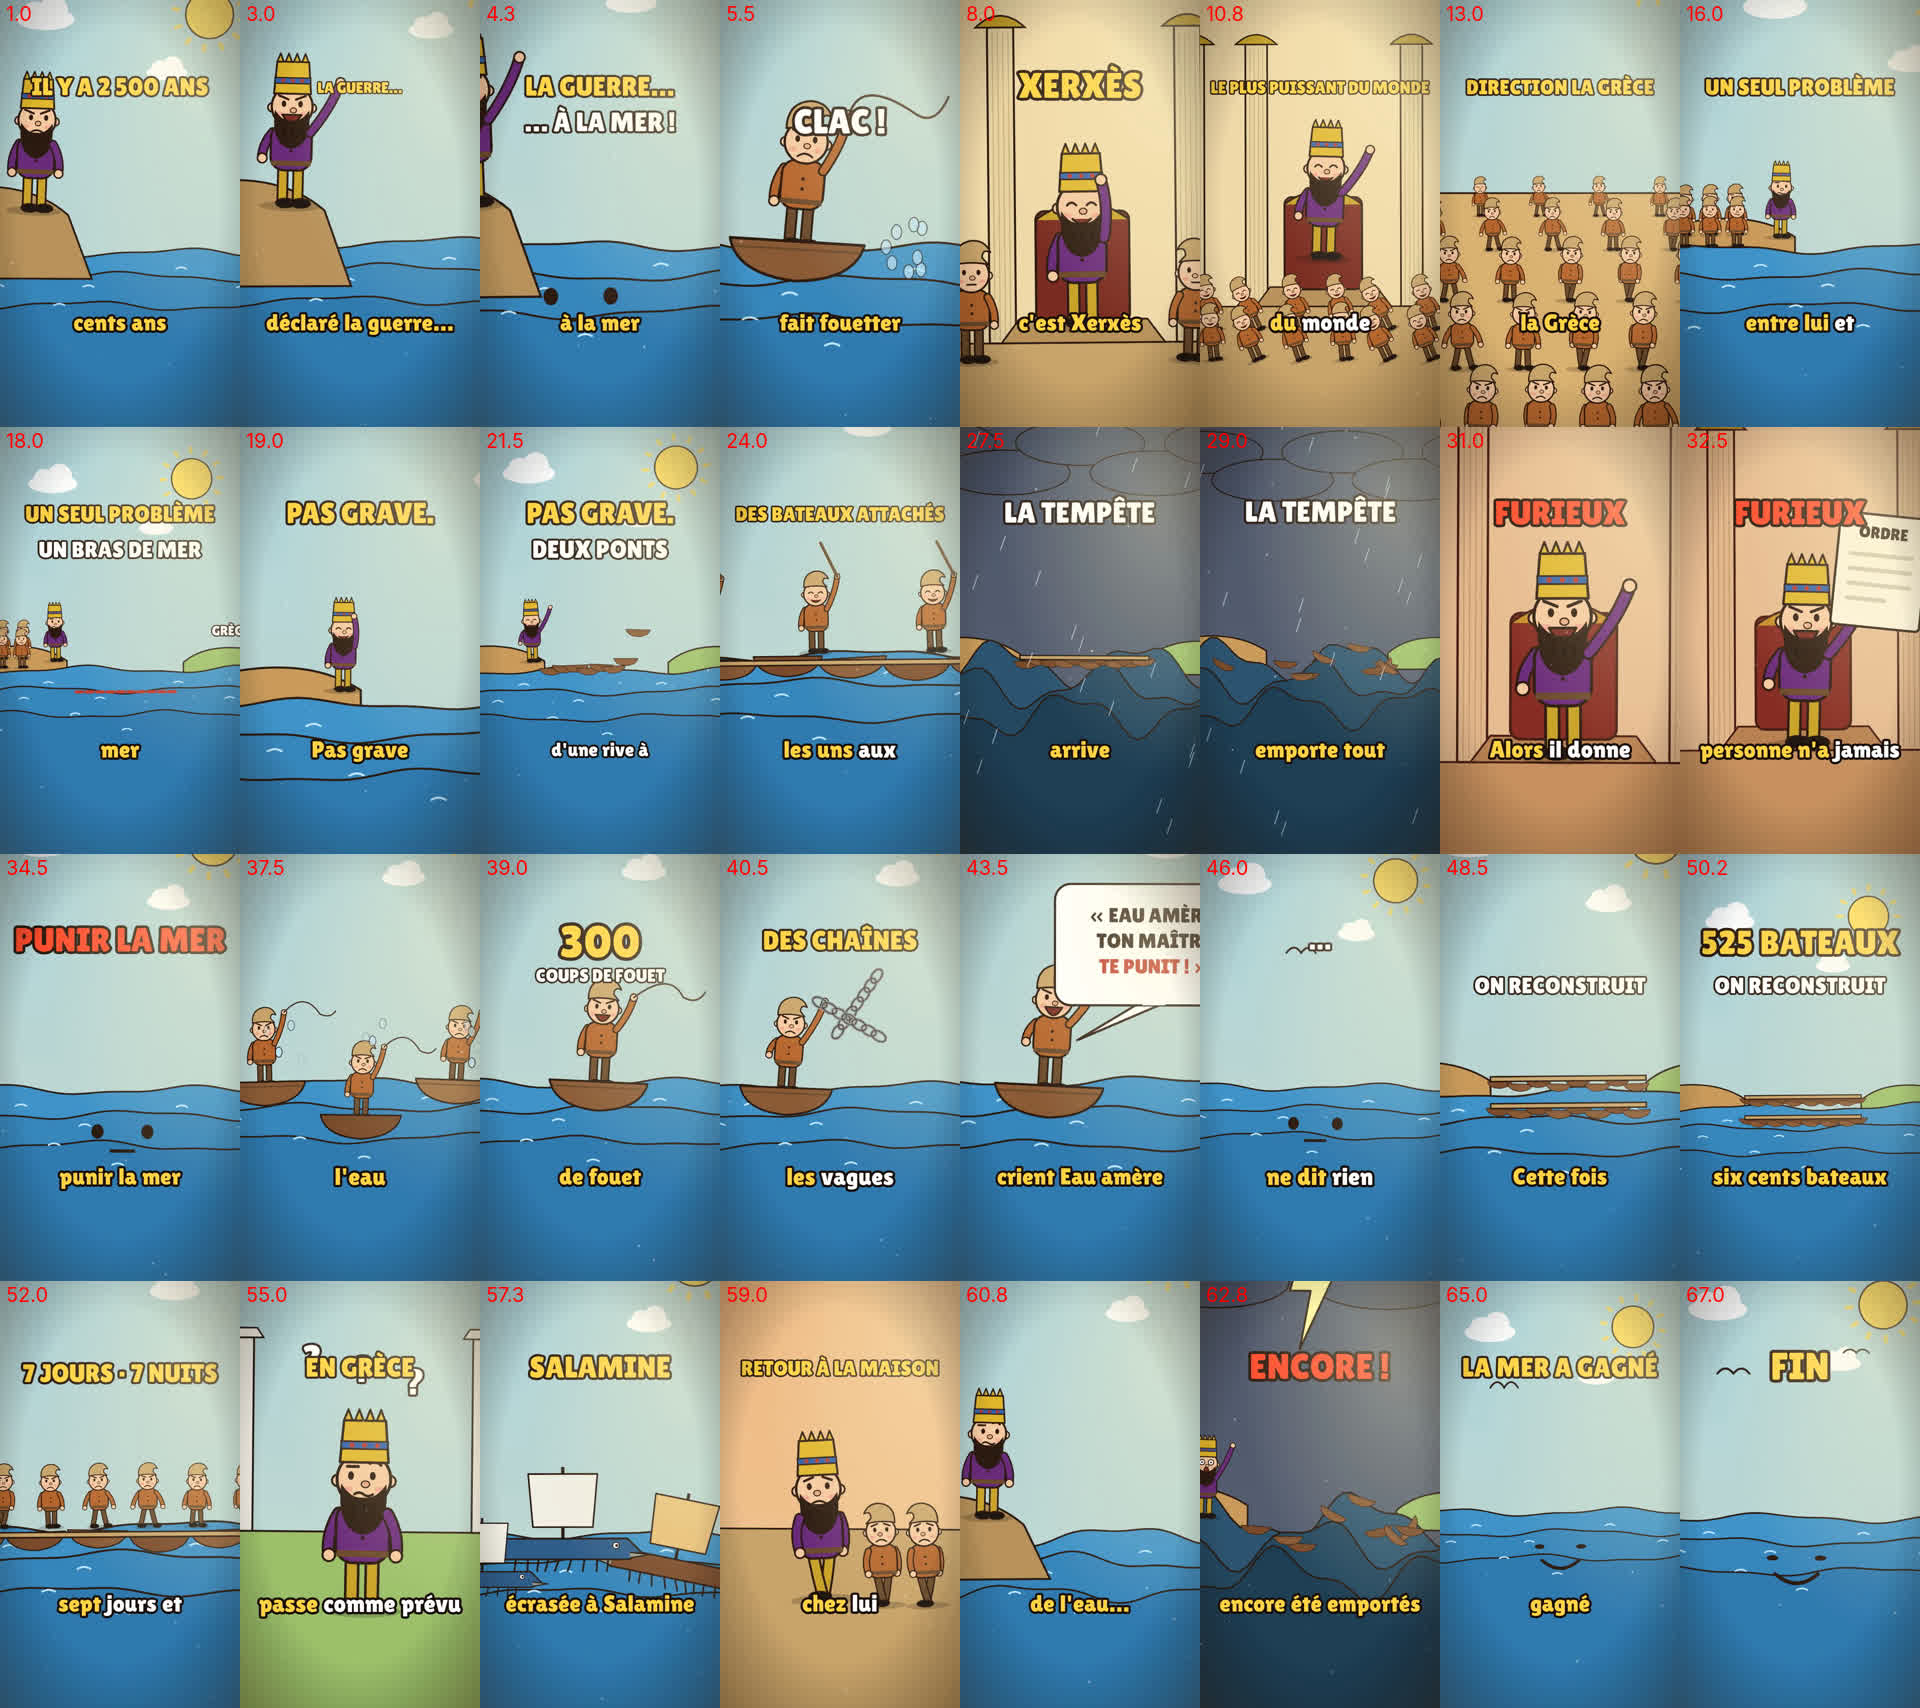 1.0
IL Y A 2 500 ANS
cents ans
3.0
LA GUERRE...
déclaré la guerre...
4.3
LA GUERRE...
... À LA MER !
à la mer
5.5
CLAC !
fait fouetter
8.0
XERXÈS
c'est Xerxès
10.8
LE PLUS PUISSANT DU MONDE
du monde
13.0
DIRECTION LA GRÈCE
la Grèce
16.0
UN SEUL PROBLÈME
entre lui et
18.0
UN SEUL PROBLÈME
UN BRAS DE MER
GRÈC
mer
19.0
PAS GRAVE.
Pas grave
21.5
PAS GRAVE.
DEUX PONTS
d'une rive à
24.0
DES BATEAUX ATTACHÉS
les uns aux
27.5
LA TEMPÊTE
arrive
29.0
LA TEMPÊTE
emporte tout
31.0
FURIEUX
Alors il donne
32.5
FURIEUX
ORDRE
personne n'a jamais
34.5
PUNIR LA MER
punir la mer
37.5
l'eau
39.0
300
COUPS DE FOUET
de fouet
40.5
DES CHAÎNES
les vagues
43.5
« EAU AMÈR
TON MAÎTR
TE PUNIT ! »
crient Eau amère
46.0
ne dit rien
48.5
ON RECONSTRUIT
Cette fois
50.2
525 BATEAUX
ON RECONSTRUIT
six cents bateaux
52.0
7 JOURS · 7 NUITS
sept jours et
55.0
?
EN GRÈCE
?
passe comme prévu
57.3
SALAMINE
écrasée à Salamine
59.0
RETOUR À LA MAISON
chez lui
60.8
de l'eau...
62.8
ENCORE !
encore été emportés
65.0
LA MER A GAGNÉ
gagné
67.0
FIN